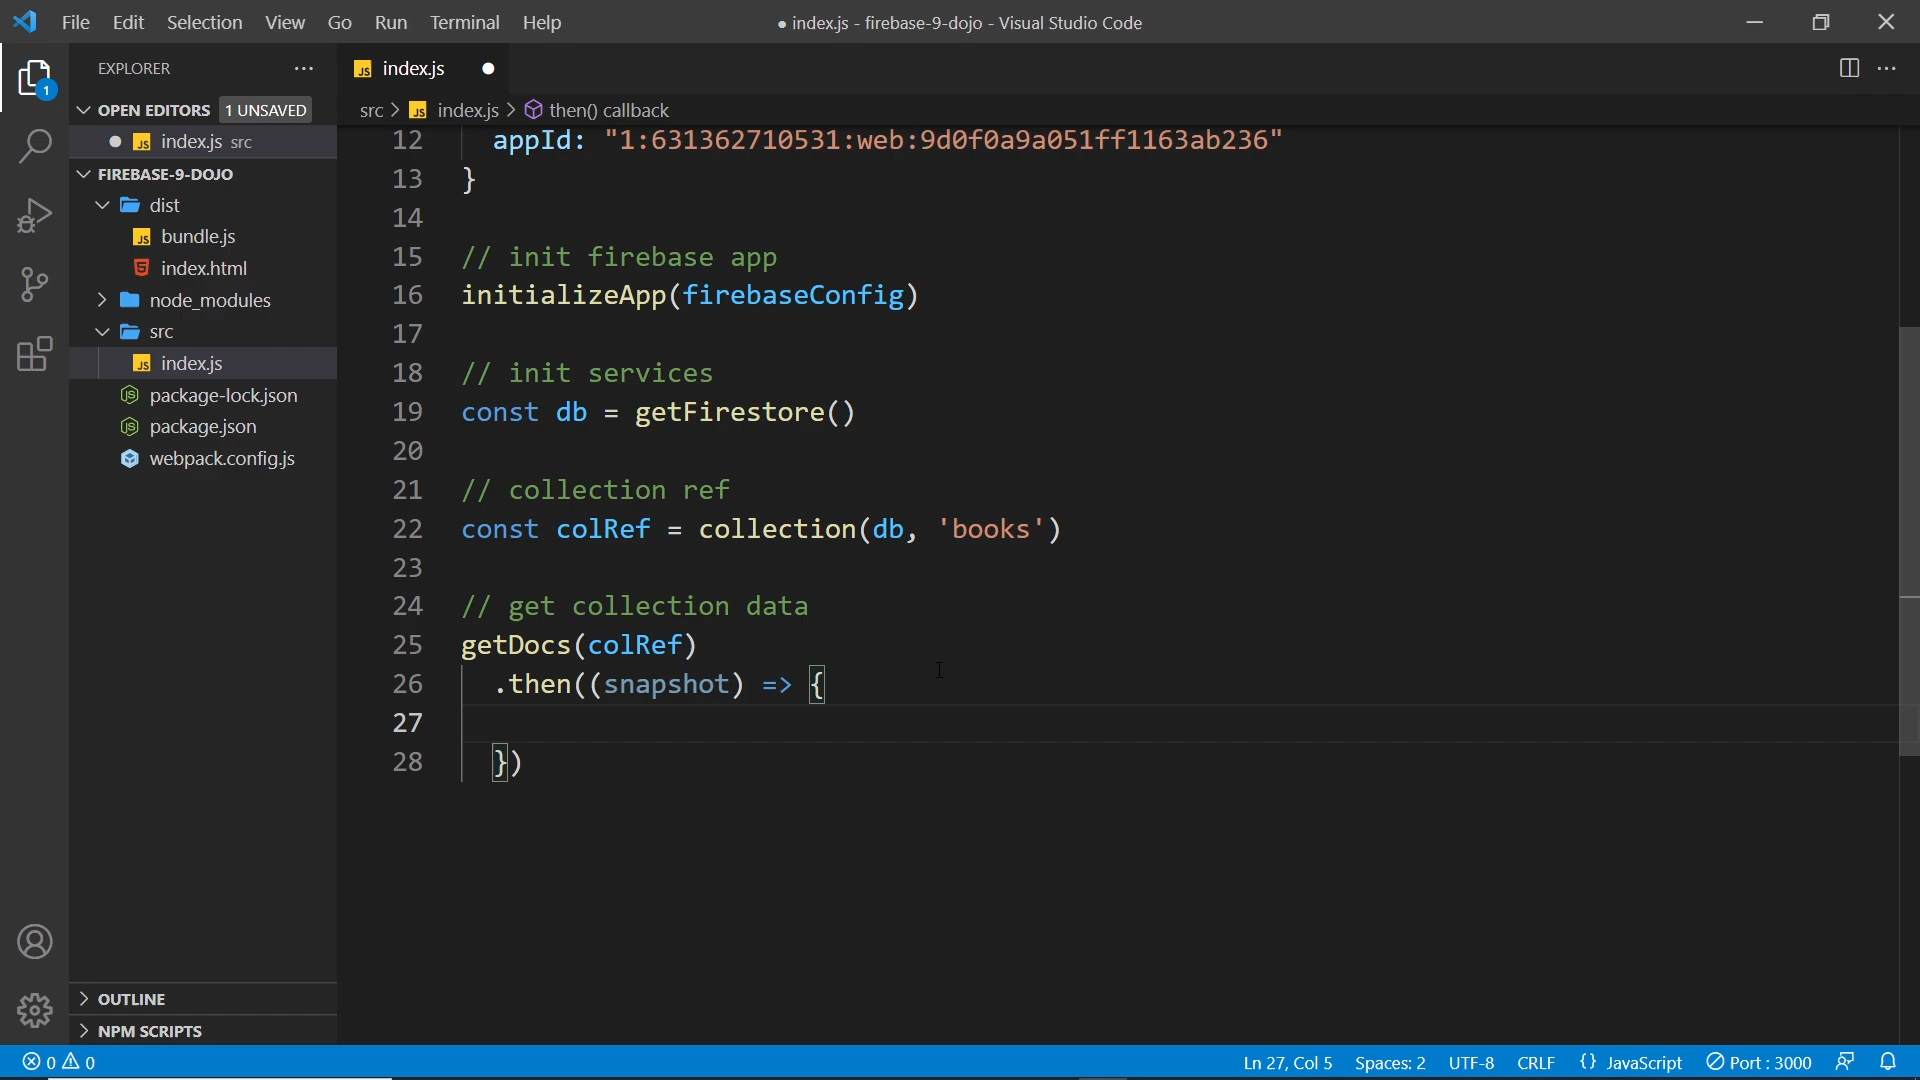 File Edit Selection View Go Run Terminal Help
● index.js - firebase-9-dojo - Visual Studio Code
EXPLORER
OPEN EDITORS 1 UNSAVED
JS index.js src
FIREBASE-9-DOJO
dist
JS bundle.js
index.html
node_modules
src
JS index.js
package-lock.json
package.json
webpack.config.js
OUTLINE
NPM SCRIPTS
1
JS index.js
src > JS index.js > then() callback
12 appId: "1:631362710531:web:9d0f0a9a051ff1163ab236"
13 }
14
15 // init firebase app
16 initializeApp(firebaseConfig)
17
18 // init services
19 const db = getFirestore()
20
21 // collection ref
22 const colRef = collection(db, 'books')
23
24 // get collection data
25 getDocs(colRef)
26 .then((snapshot) => {
27
28 })
0 0
Ln 27, Col 5 Spaces: 2 UTF-8 CRLF {} JavaScript Port : 3000